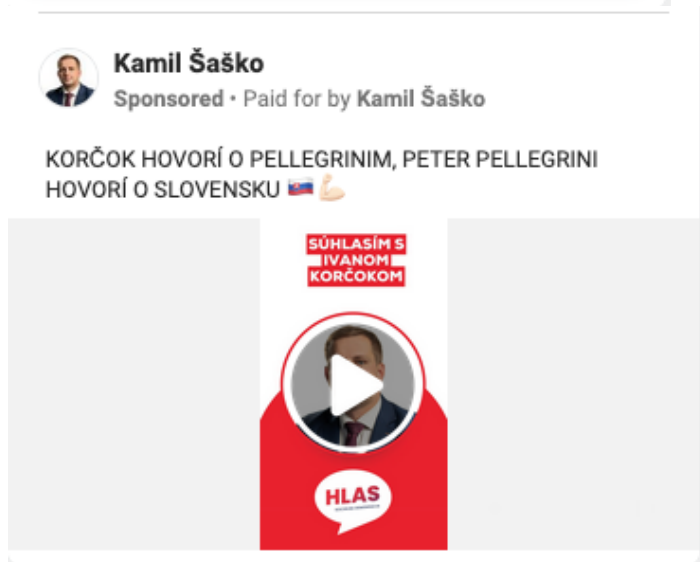 Kamil Šaško
Sponsored • Paid for by Kamil Šaško
KORČOK HOVORÍ O PELLEGRINIM, PETER PELLEGRINI
HOVORÍ O SLOVENSKU 🇸🇰 💪🏻
SÚHLASÍM S
IVANOM
KORČOKOM
HLAS